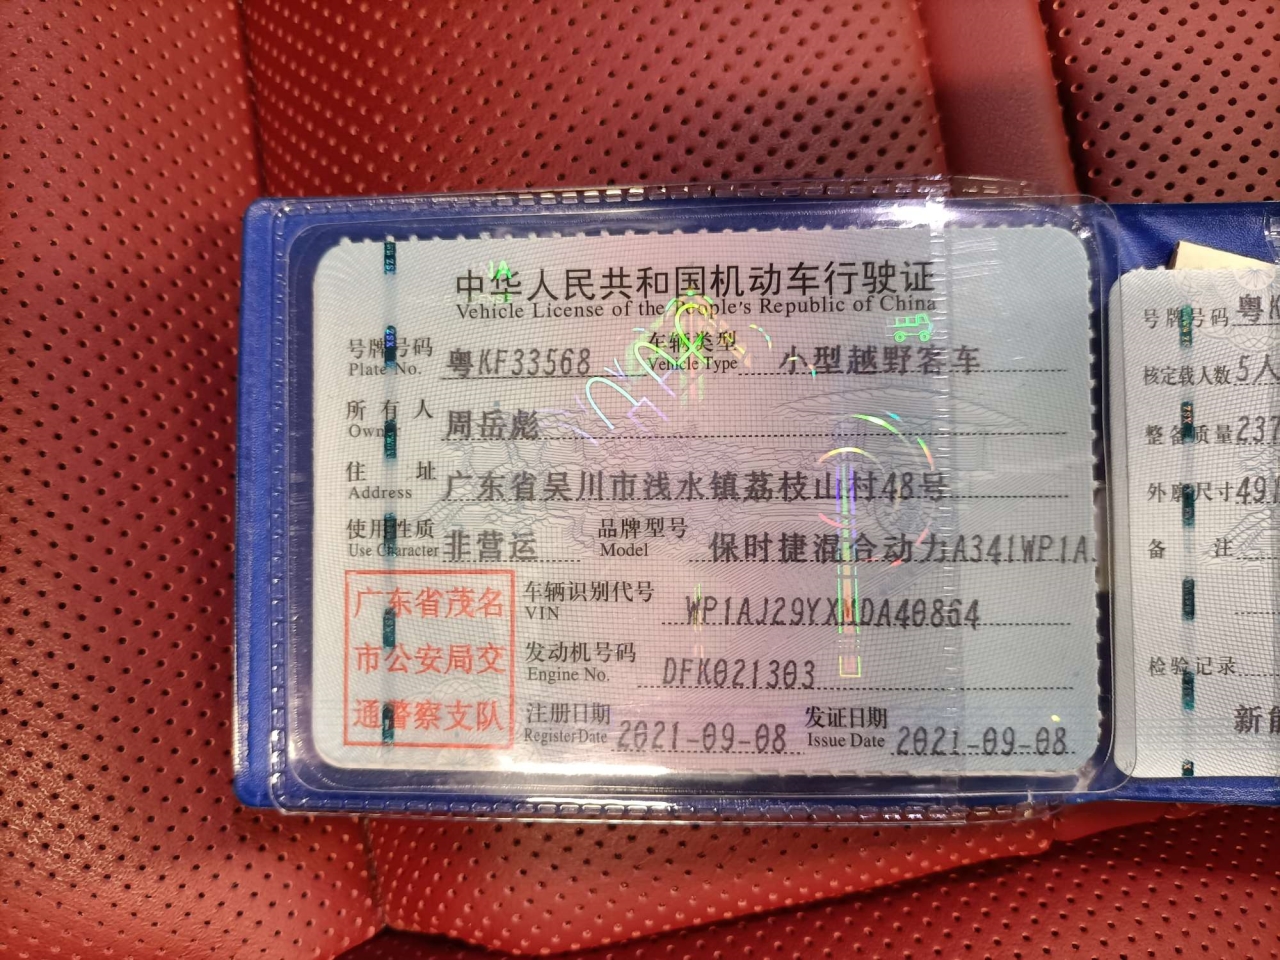 中华人民共和国机动车行驶证
Vehicle License of the People's Republic of China
号牌号码 粤KF33568 车辆类型 小型越野客车
Plate No. Vehicle Type
所有人 周岳彪
Owner
住址 广东省吴川市浅水镇荔枝山村48号
Address
使用性质 非营运 品牌型号 保时捷混合动力A341WP1A
Use Character Model
广东省茂名
市公安局交
通警察支队
车辆识别代号 WP1AJ29YXMDA40864
VIN
发动机号码 DFK021303
Engine No.
注册日期 2021-09-08 发证日期 2021-09-08
Register Date Issue Date
号牌号码 粤K
核定载人数 5人
整备质量 237
外廓尺寸 491
备注
检验记录
新能